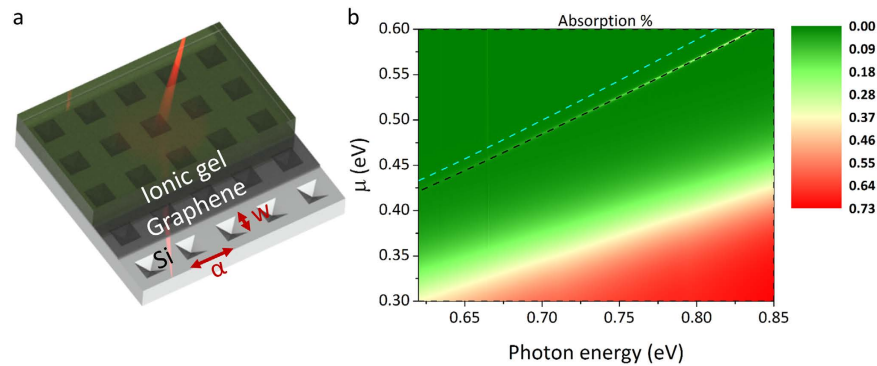 a
Ionic gel
Graphene
Si
w
α
b
Absorption %
0.60
0.55
0.50
0.45
0.40
0.35
0.30
μ (eV)
0.65
0.70
0.75
0.80
0.85
Photon energy (eV)
0.00
0.09
0.18
0.27
0.37
0.46
0.55
0.64
0.73